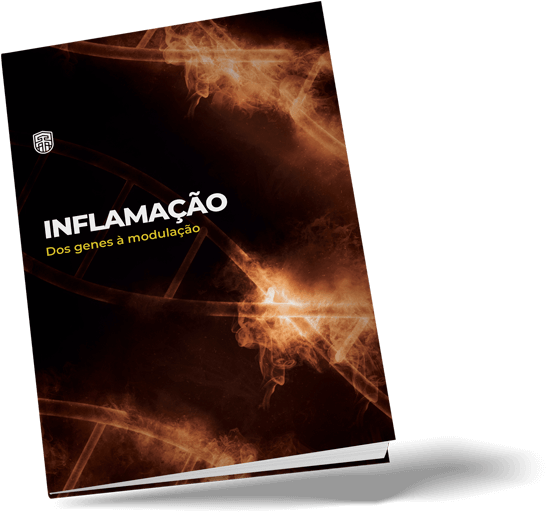 INFLAMAÇÃO
Dos genes à modulação